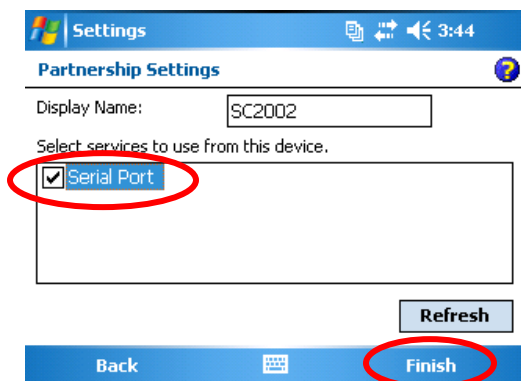 Settings 3:44
Partnership Settings
Display Name: SC2002
Select services to use from this device.
Serial Port
Refresh
Back Finish